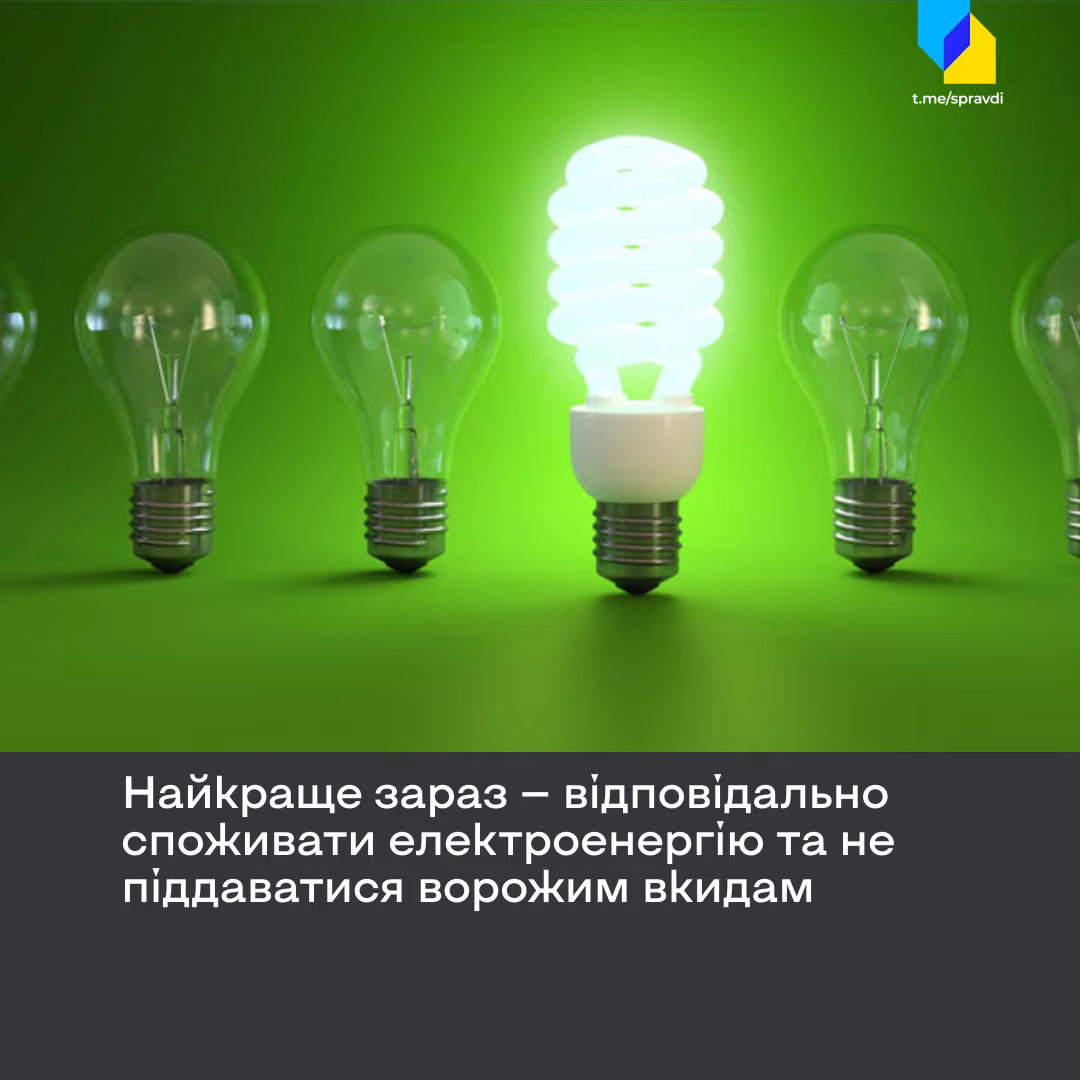 t.me/spravdi
Найкраще зараз – відповідально
споживати електроенергію та не
піддаватися ворожим вкидам